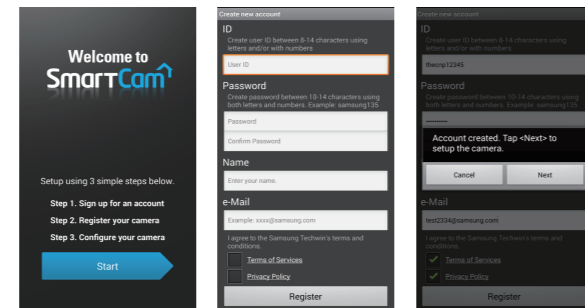 Welcome to
SmartCam
Setup using 3 simple steps below.
Step 1. Sign up for an account
Step 2. Register your camera
Step 3. Configure your camera
Start
Create new account
ID
Create user ID between 8-14 characters using
letters and/or with numbers
User ID
Password
Create password between 10-14 characters using
both letters and numbers. Example: samsung135
Password
Confirm Password
Name
Enter your name.
e-Mail
Example: xxxx@samsung.com
I agree to the Samsung Techwin's terms and
conditions.
Terms of Services
Privacy Policy
Register
Create new account
ID
Create user ID between 8-14 characters using
letters and/or with numbers
thecnp12345
Password
Create password between 10-14 characters using
both letters and numbers. Example: samsung135
Account created. Tap <Next> to
setup the camera.
Cancel
Next
e-Mail
test2334@samsung.com
I agree to the Samsung Techwin's terms and
conditions.
Terms of Services
Privacy Policy
Register